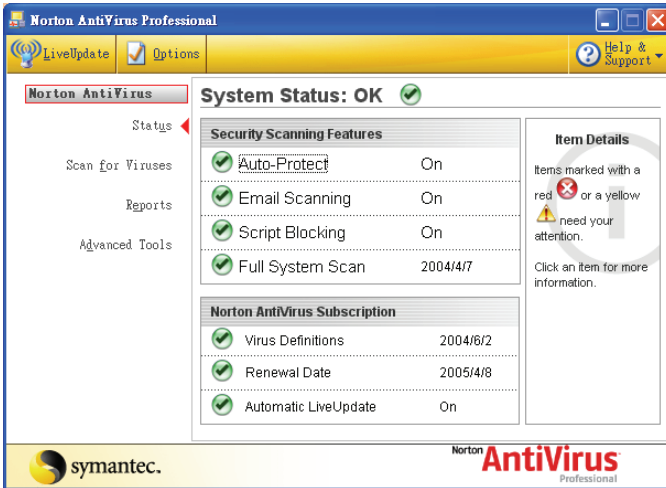 Norton AntiVirus Professional
LiveUpdate
Options
Help &
Support
Norton AntiVirus
Status
Scan for Viruses
Reports
Advanced Tools
System Status: OK
Security Scanning Features
Auto-Protect On
Email Scanning On
Script Blocking On
Full System Scan 2004/4/7
Norton AntiVirus Subscription
Virus Definitions 2004/6/2
Renewal Date 2005/4/8
Automatic LiveUpdate On
Item Details
Items marked with a
red or a yellow
need your
attention.
Click an item for more
information.
symantec.
Norton AntiVirus
Professional